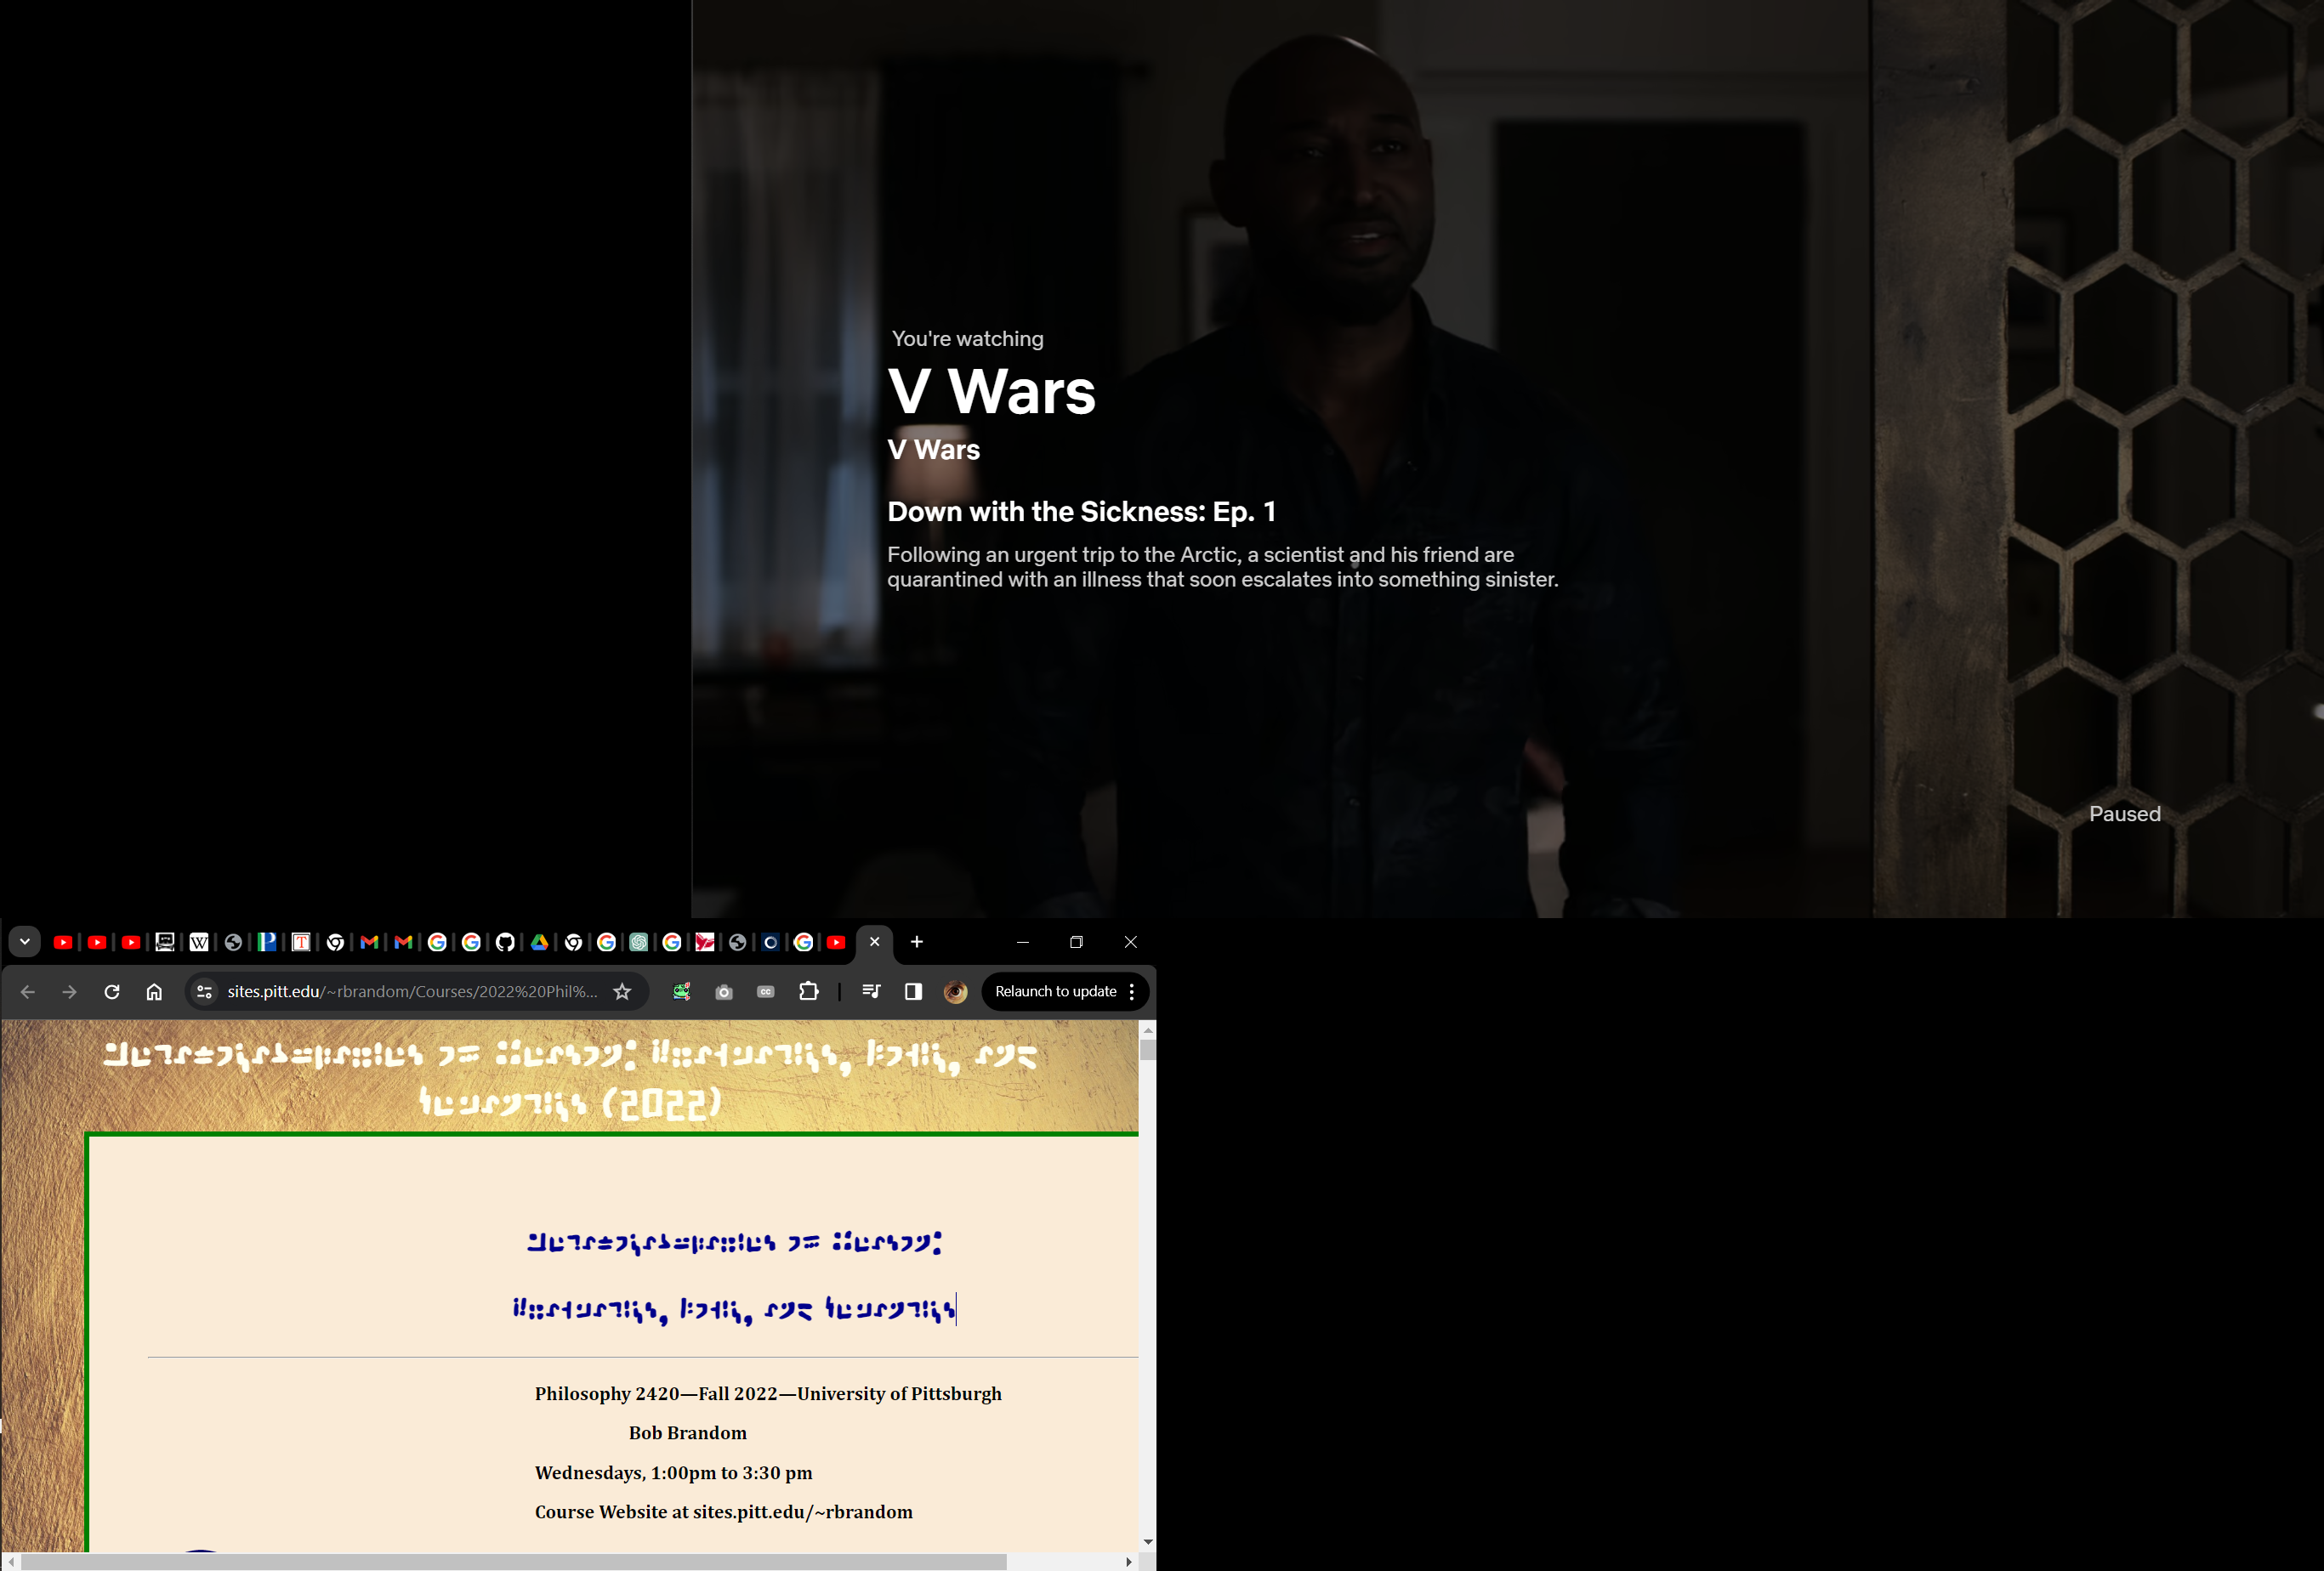 You're watching
V Wars
V Wars
Down with the Sickness: Ep. 1
Following an urgent trip to the Arctic, a scientist and his friend are
quarantined with an illness that soon escalates into something sinister.
Paused
sites.pitt.edu/~rbrandom/Courses/2022%20Phil%...
Relaunch to update
(2022)
Philosophy 2420—Fall 2022—University of Pittsburgh
Bob Brandom
Wednesdays, 1:00pm to 3:30 pm
Course Website at sites.pitt.edu/~rbrandom